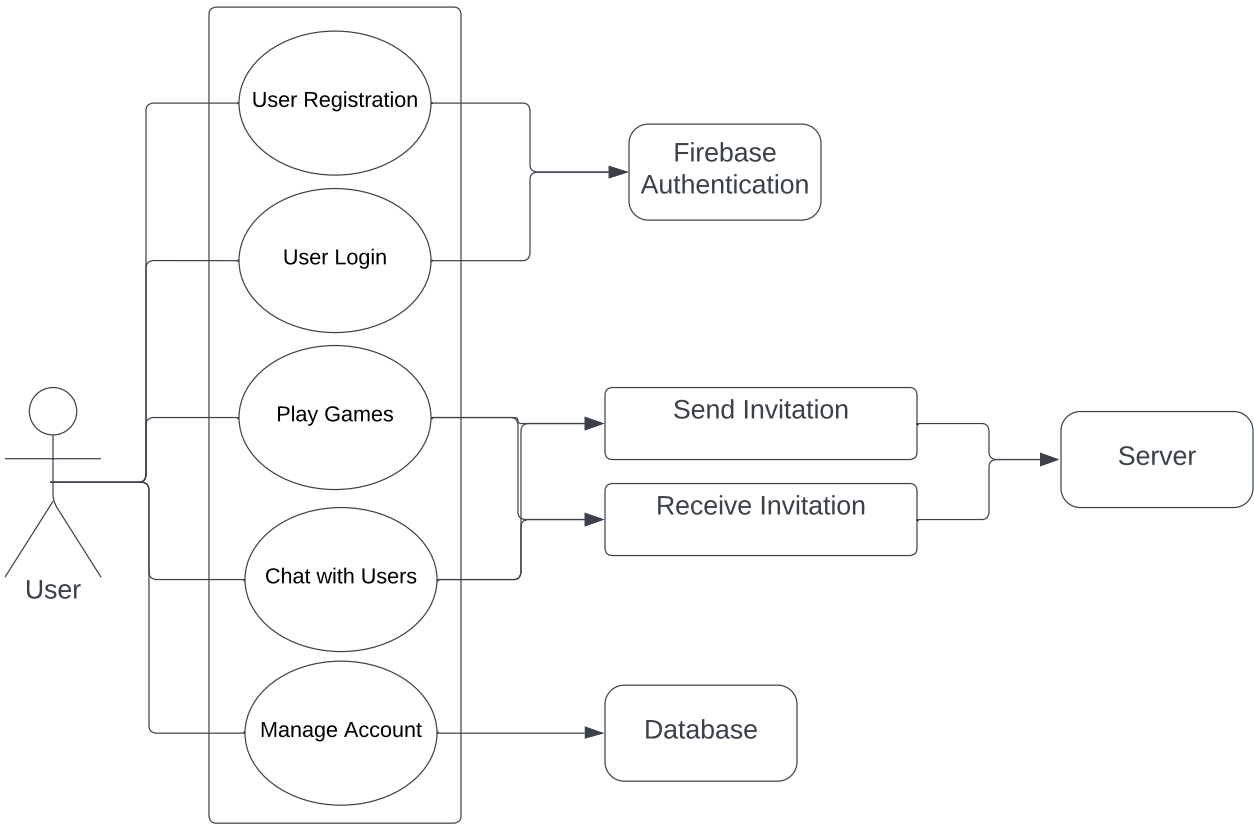 User Registration
Firebase
Authentication
User Login
Play Games
Send Invitation
Server
Receive Invitation
Chat with Users
User
Manage Account
Database